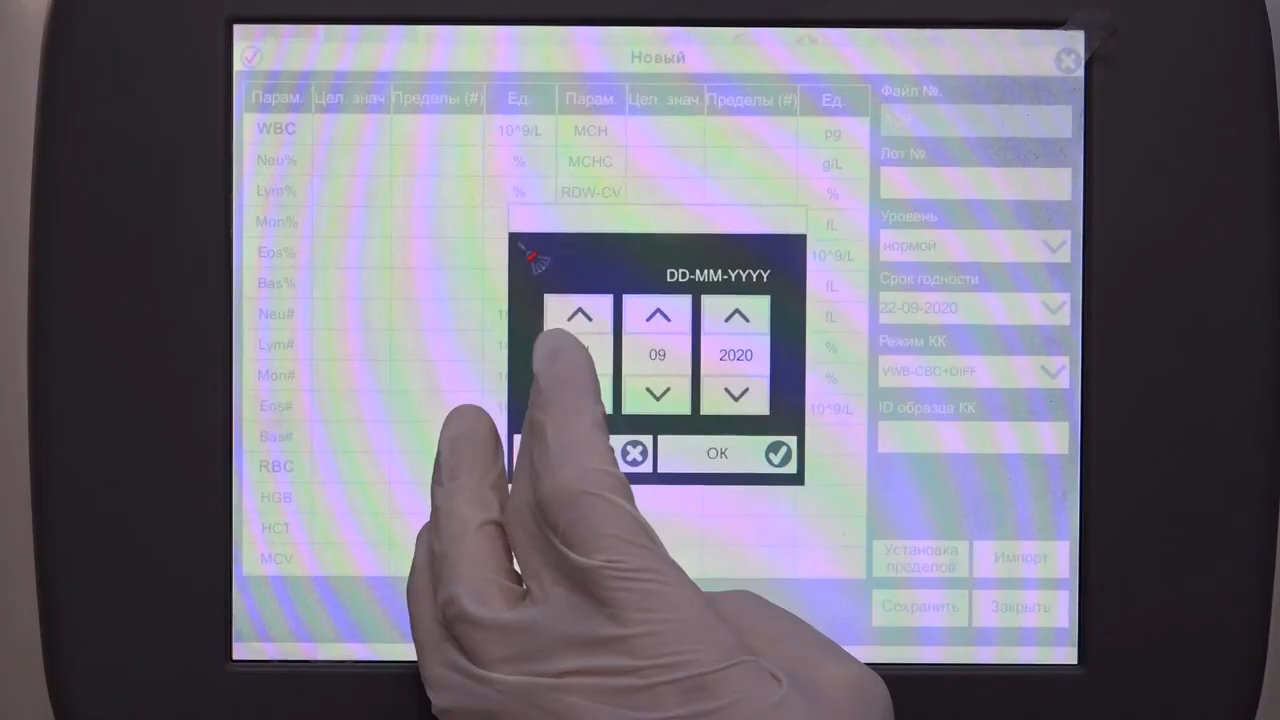 Новый
Парам. Цел. знач. Пределы (#) Ед. Парам. Цел. знач. Пределы (#) Ед.
WBC 10^9/L MCH pg
Neu% % MCHC g/L
Lym% % RDW-CV %
Mon% fL
Eos% 10^9/L
Bas% fL
Neu# fL
Lym# %
Mon# %
Eos# 10^9/L
Bas#
RBC
HGB
HCT
MCV
DD-MM-YYYY
09 2020
OK
Файл №.
Лот №
Уровень
нормой
Срок годности
22-09-2020
Режим КК
VWB-CBC+DIFF
ID образца КК
Установка
пределов
Импорт
Сохранить
Закрыть